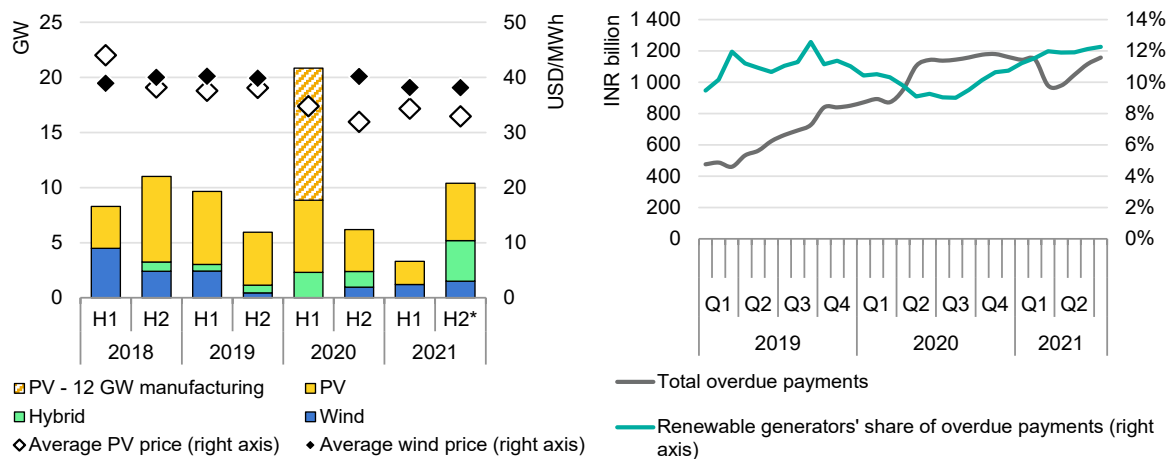 GW
25
20
15
10
5
0
50
40
30
20
10
0
USD/MWh
H1 H2 H1 H2 H1 H2 H1 H2*
2018 2019 2020 2021
PV - 12 GW manufacturing
PV
Hybrid
Wind
Average PV price (right axis)
Average wind price (right axis)
INR billion
1 400
1 200
1 000
800
600
400
200
0
14%
12%
10%
8%
6%
4%
2%
0%
Q1 Q2 Q3 Q4 Q1 Q2 Q3 Q4 Q1 Q2
2019 2020 2021
Total overdue payments
Renewable generators' share of overdue payments (right
axis)